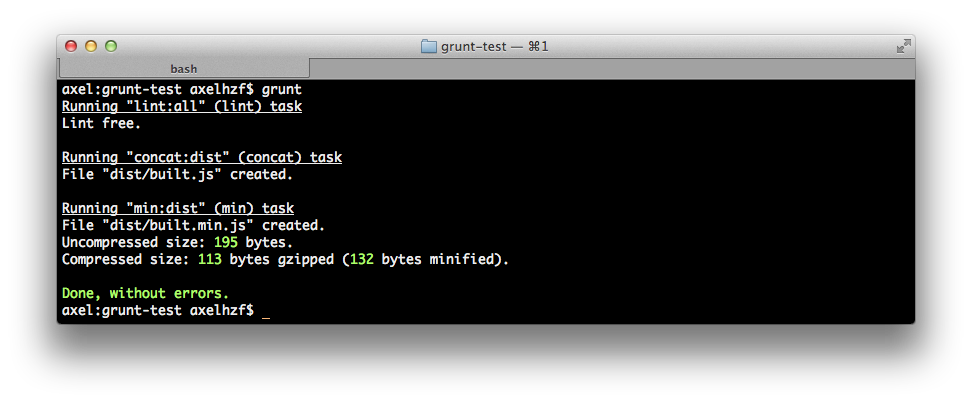 grunt-test — ⌘1
bash
axel:grunt-test axelhzf$ grunt
Running "lint:all" (lint) task
Lint free.
Running "concat:dist" (concat) task
File "dist/built.js" created.
Running "min:dist" (min) task
File "dist/built.min.js" created.
Uncompressed size: 195 bytes.
Compressed size: 113 bytes gzipped (132 bytes minified).
Done, without errors.
axel:grunt-test axelhzf$ _